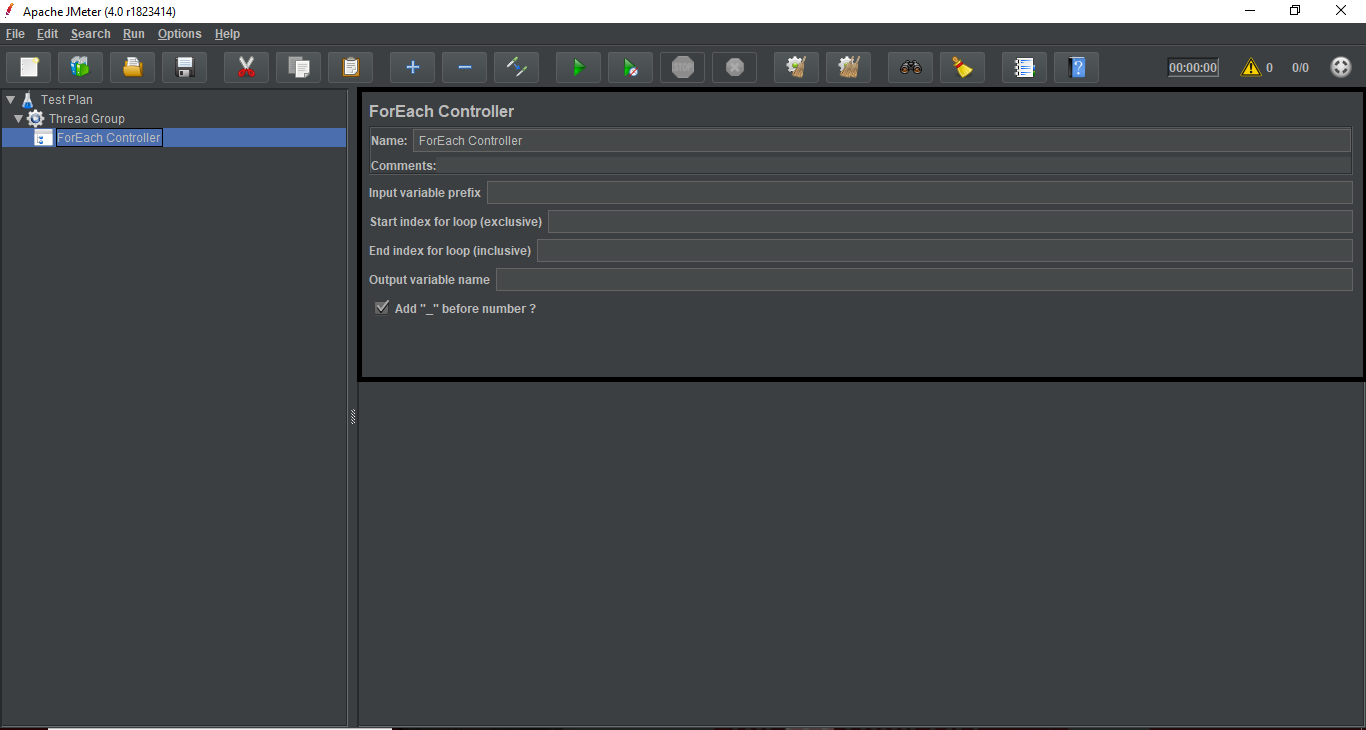 Apache JMeter (4.0 r1823414)
File Edit Search Run Options Help
STOP 00:00:00 0 0/0
Test Plan
Thread Group
ForEach Controller
ForEach Controller
Name: ForEach Controller
Comments:
Input variable prefix
Start index for loop (exclusive)
End index for loop (inclusive)
Output variable name
Add "_" before number ?